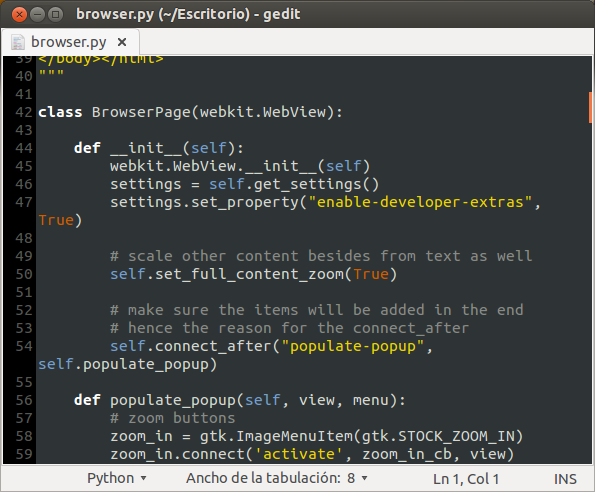 browser.py (~/Escritorio) - gedit
browser.py
39 </body></html>
40 """
41
42 class BrowserPage(webkit.WebView):
43
44     def __init__(self):
45         webkit.WebView.__init__(self)
46         settings = self.get_settings()
47         settings.set_property("enable-developer-extras",
True)
48
49         # scale other content besides from text as well
50         self.set_full_content_zoom(True)
51
52         # make sure the items will be added in the end
53         # hence the reason for the connect_after
54         self.connect_after("populate-popup",
self.populate_popup)
55
56     def populate_popup(self, view, menu):
57         # zoom buttons
58         zoom_in = gtk.ImageMenuItem(gtk.STOCK_ZOOM_IN)
59         zoom_in.connect('activate', zoom_in_cb, view)
Python Ancho de la tabulación: 8 Ln 1, Col 1 INS